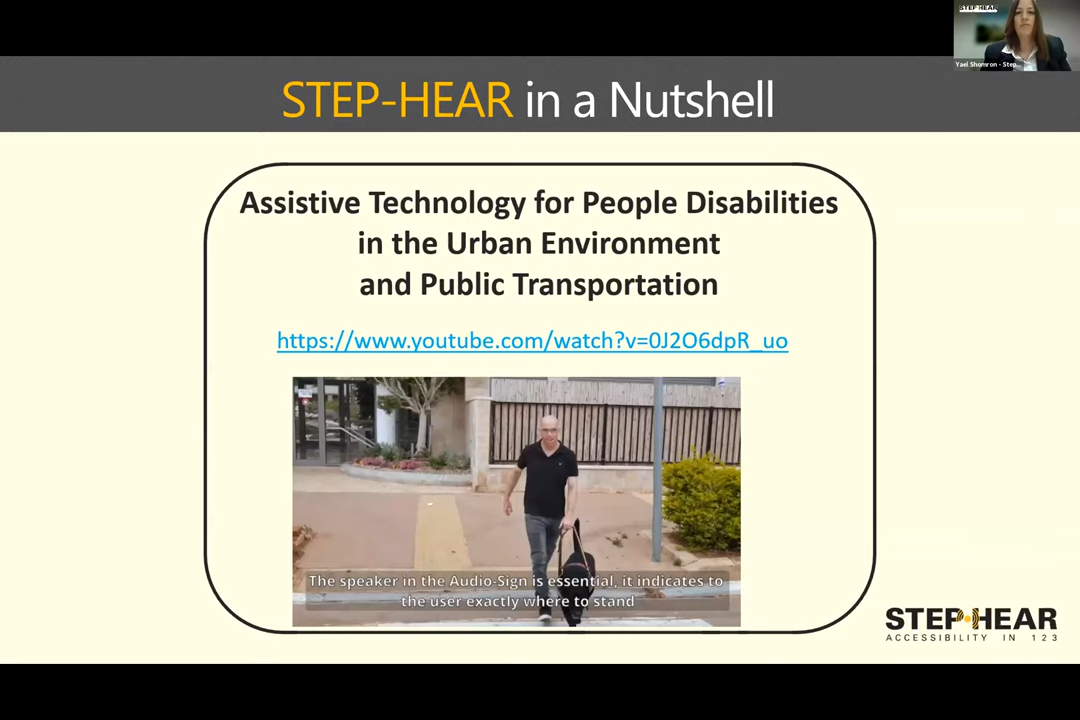 STEP-HEAR
Yael Shomron - Step...
STEP-HEAR in a Nutshell
Assistive Technology for People Disabilities
in the Urban Environment
and Public Transportation
https://www.youtube.com/watch?v=0J2O6dpR_uo
The speaker in the Audio-Sign is essential, it indicates to
the user exactly where to stand
STEP HEAR
ACCESSIBILITY IN 123